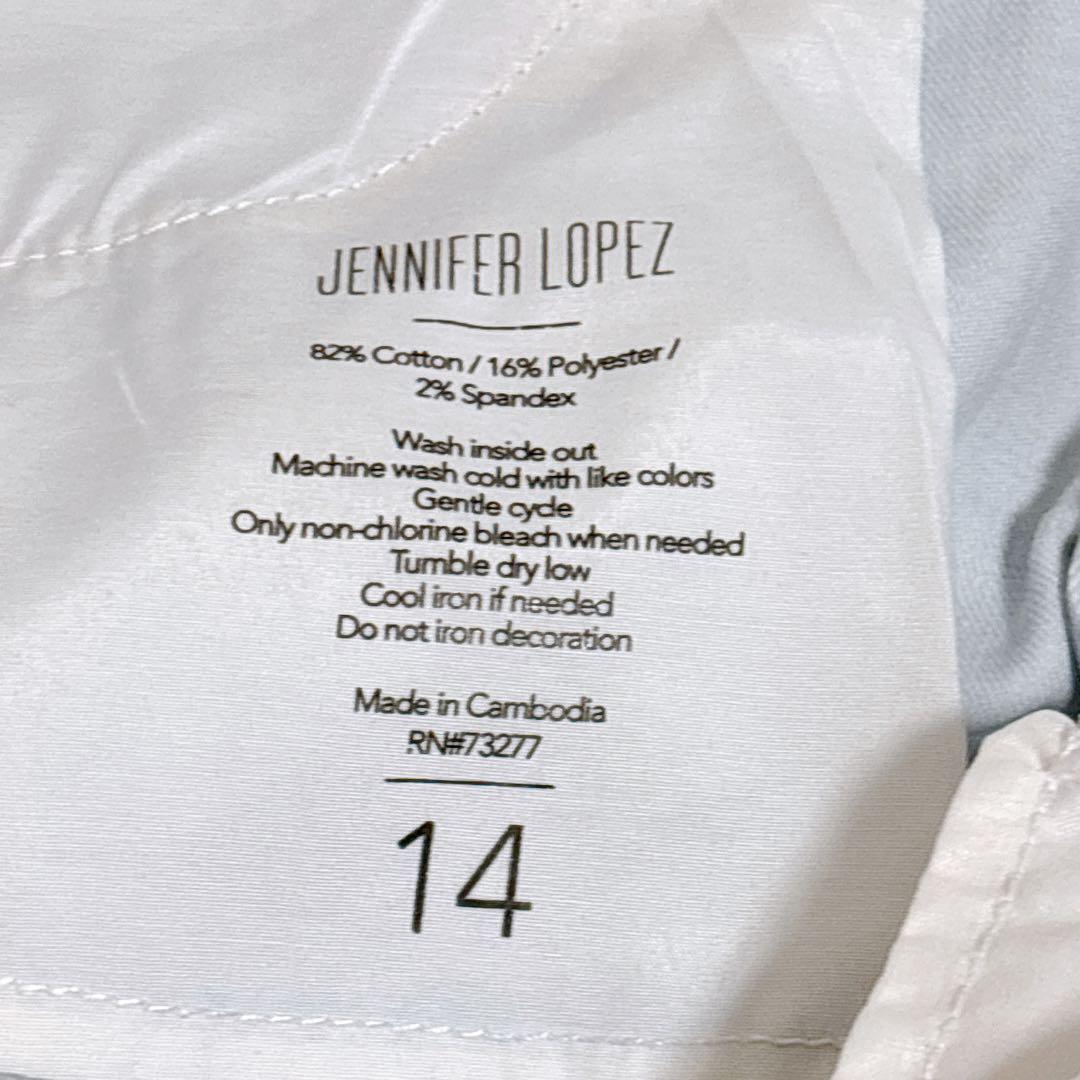 JENNIFER LOPEZ
82% Cotton / 16% Polyester /
2% Spandex
Wash inside out
Machine wash cold with like colors
Gentle cycle
Only non-chlorine bleach when needed
Tumble dry low
Cool iron if needed
Do not iron decoration
Made in Cambodia
RN#73277
14